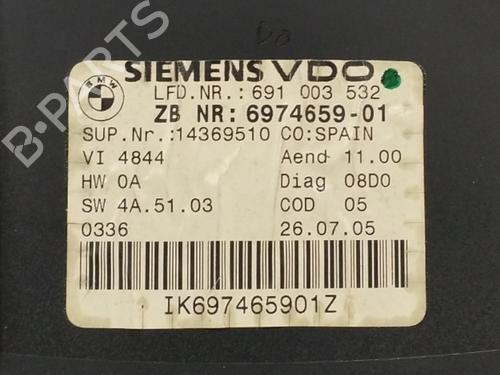 BMW
SIEMENS VDO
LFD.NR.: 691 003 532
ZB NR: 6974659-01
SUP.Nr.:14369510 CO:SPAIN
VI 4844 Aend 11.00
HW 0A Diag 08D0
SW 4A.51.03 COD 05
0336 26.07.05
IK697465901Z
B-PARTS